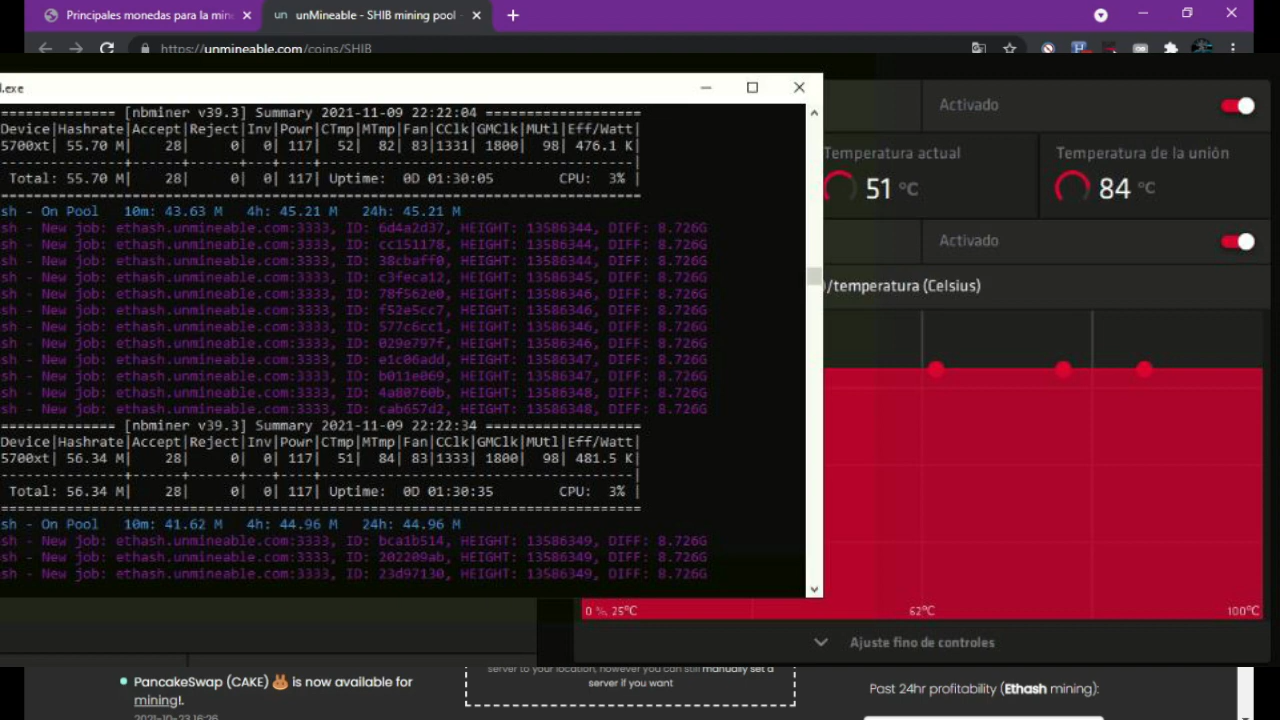 Principales monedas para la min
unMineable - SHIB mining pool
https://unmineable.com/coins/SHIB
l.exe
=============== [nbminer v39.3] Summary 2021-11-09 22:22:04 ===================
Device|Hashrate|Accept|Reject|Inv|Powr|CTmp|MTmp|Fan|CClk|GMClk|MUtl|Eff/Watt|
5700xt| 55.70 M| 28| 0| 0| 117| 52| 82| 83|1331| 1800| 98| 476.1 K|
Total: 55.70 M| 28| 0| 0| 117| Uptime: 0D 01:30:05 CPU: 3% |
sh - On Pool 10m: 43.63 M 4h: 45.21 M 24h: 45.21 M
sh - New job: ethash.unmineable.com:3333, ID: 6d4a2d37, HEIGHT: 13586344, DIFF: 8.726G
sh - New job: ethash.unmineable.com:3333, ID: cc151178, HEIGHT: 13586344, DIFF: 8.726G
sh - New job: ethash.unmineable.com:3333, ID: 38cbaff0, HEIGHT: 13586344, DIFF: 8.726G
sh - New job: ethash.unmineable.com:3333, ID: c3feca12, HEIGHT: 13586345, DIFF: 8.726G
sh - New job: ethash.unmineable.com:3333, ID: 78f562e0, HEIGHT: 13586346, DIFF: 8.726G
sh - New job: ethash.unmineable.com:3333, ID: f52e5cc7, HEIGHT: 13586346, DIFF: 8.726G
sh - New job: ethash.unmineable.com:3333, ID: 577c6cc1, HEIGHT: 13586346, DIFF: 8.726G
sh - New job: ethash.unmineable.com:3333, ID: 029e797f, HEIGHT: 13586346, DIFF: 8.726G
sh - New job: ethash.unmineable.com:3333, ID: e1c06add, HEIGHT: 13586347, DIFF: 8.726G
sh - New job: ethash.unmineable.com:3333, ID: b011e069, HEIGHT: 13586347, DIFF: 8.726G
sh - New job: ethash.unmineable.com:3333, ID: 4a80760b, HEIGHT: 13586348, DIFF: 8.726G
sh - New job: ethash.unmineable.com:3333, ID: cab657d2, HEIGHT: 13586348, DIFF: 8.726G
=============== [nbminer v39.3] Summary 2021-11-09 22:22:34 ===================
Device|Hashrate|Accept|Reject|Inv|Powr|CTmp|MTmp|Fan|CClk|GMClk|MUtl|Eff/Watt|
5700xt| 56.34 M| 28| 0| 0| 117| 51| 84| 83|1333| 1800| 98| 481.5 K|
Total: 56.34 M| 28| 0| 0| 117| Uptime: 0D 01:30:35 CPU: 3% |
sh - On Pool 10m: 41.62 M 4h: 44.96 M 24h: 44.96 M
sh - New job: ethash.unmineable.com:3333, ID: bca1b514, HEIGHT: 13586349, DIFF: 8.726G
sh - New job: ethash.unmineable.com:3333, ID: 202209ab, HEIGHT: 13586349, DIFF: 8.726G
sh - New job: ethash.unmineable.com:3333, ID: 23d97130, HEIGHT: 13586349, DIFF: 8.726G
Activado
Temperatura actual
51 °C
Temperatura de la unión
84 °C
Activado
)/temperatura (Celsius)
0 %, 25°C
62°C
100°C
Ajuste fino de controles
PancakeSwap (CAKE) 🥞 is now available for
mining!.
2021-10-23 16:26
server to your location, however you can still manually set a
server if you want
Past 24hr profitability (Ethash mining):